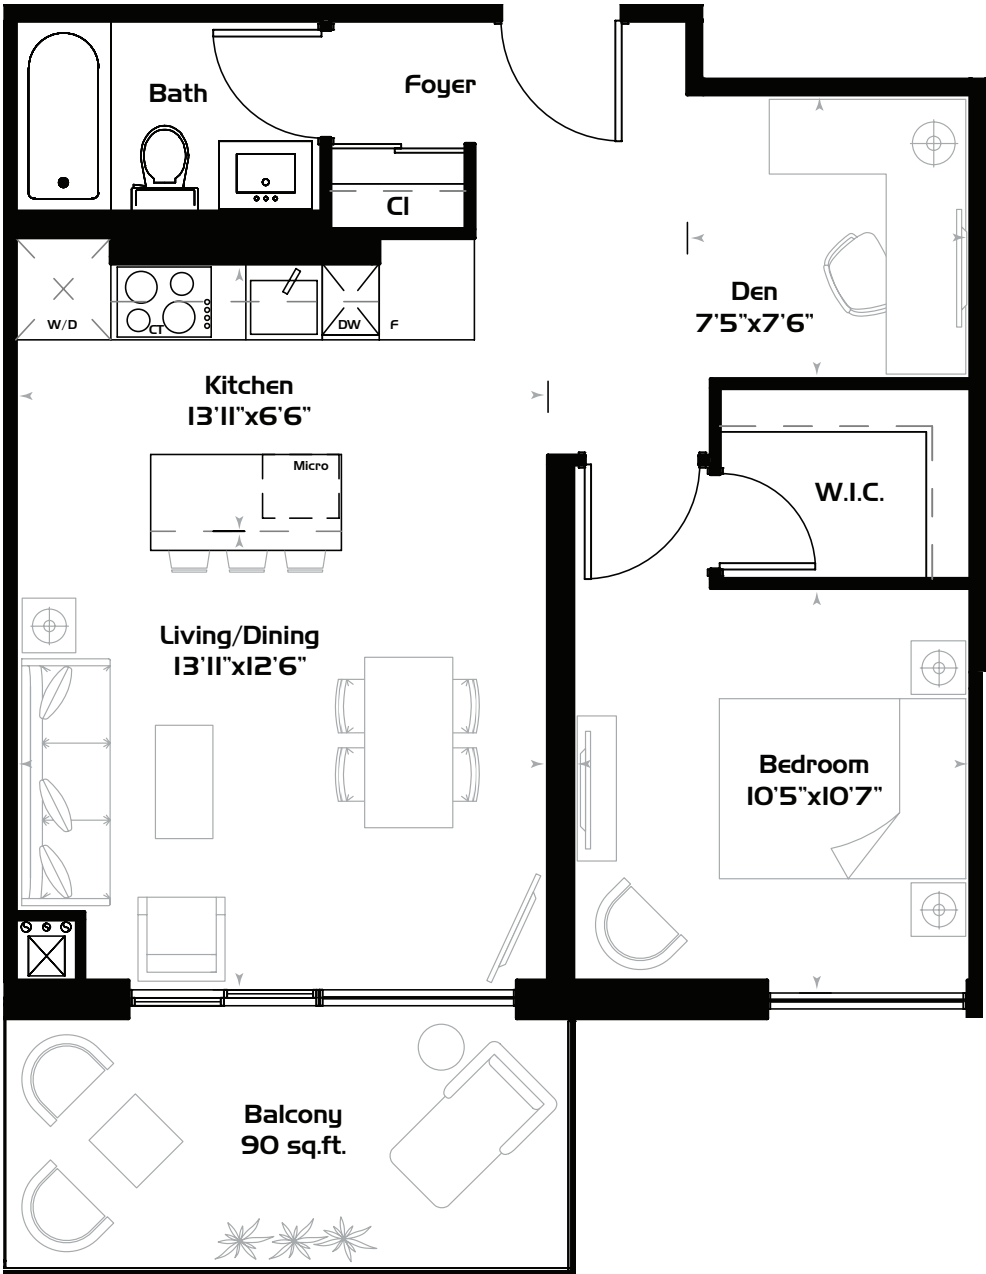 Bath
Foyer
Cl
W/D
CT
DW
F
Den
7'5"x7'6"
Kitchen
13'11"x6'6"
Micro
W.I.C.
Living/Dining
13'11"x12'6"
Bedroom
10'5"x10'7"
Balcony
90 sq.ft.